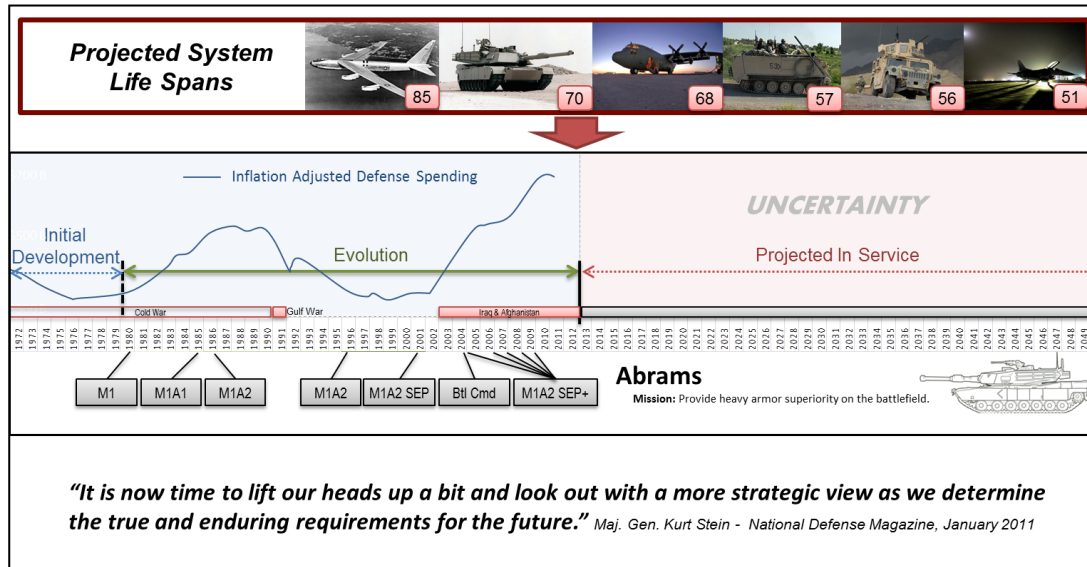 Projected System
Life Spans
85
70
68
57
56
51
Inflation Adjusted Defense Spending
UNCERTAINTY
Initial
Development
Evolution
Projected In Service
Cold War
Gulf War
Iraq & Afghanistan
1972 1973 1974 1975 1976 1977 1978 1979 1980 1981 1982 1983 1984 1985 1986 1987 1988 1989 1990 1991 1992 1993 1994 1995 1996 1997 1998 1999 2000 2001 2002 2003 2004 2005 2006 2007 2008 2009 2010 2011 2012 2013 2014 2015 2016 2017 2018 2019 2020 2021 2022 2023 2024 2025 2026 2027 2028 2029 2030 2031 2032 2033 2034 2035 2036 2037 2038 2039 2040 2041 2042 2043 2044 2045 2046 2047 2048 2049
M1
M1A1
M1A2
M1A2
M1A2 SEP
Btl Cmd
M1A2 SEP+
Abrams
Mission: Provide heavy armor superiority on the battlefield.
“It is now time to lift our heads up a bit and look out with a more strategic view as we determine
the true and enduring requirements for the future.” Maj. Gen. Kurt Stein - National Defense Magazine, January 2011